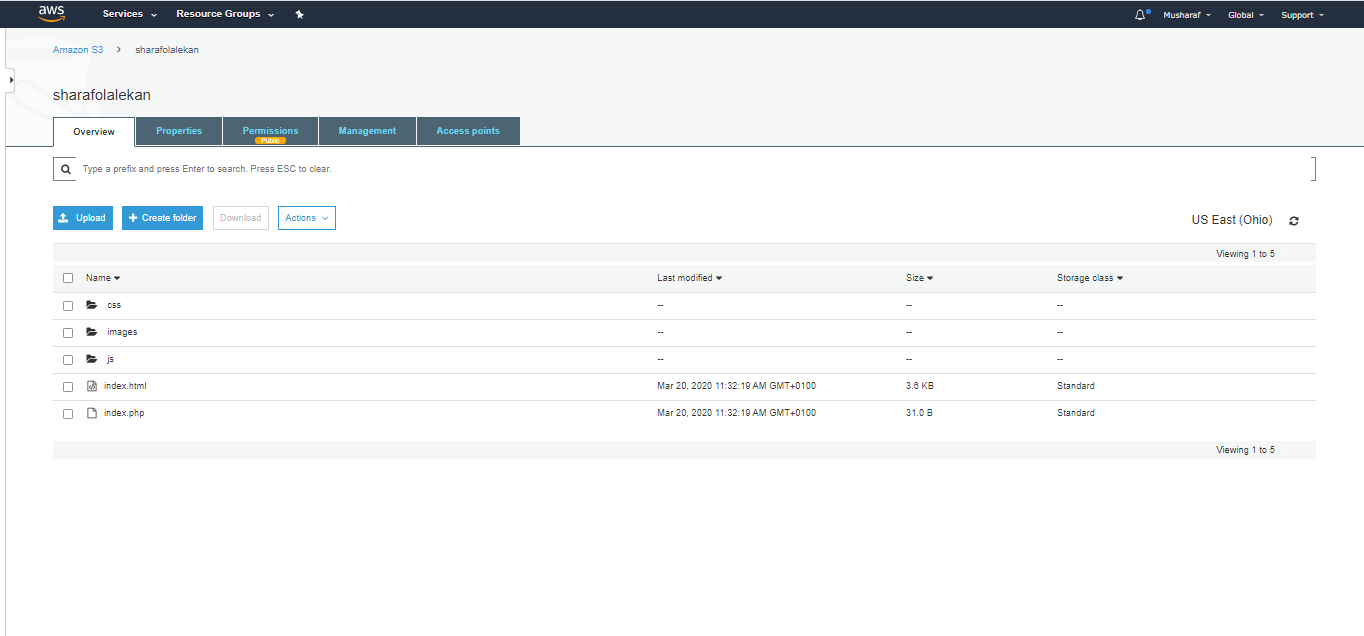 aws Services Resource Groups Musharaf Global Support
Amazon S3 > sharafolalekan
sharafolalekan
Overview Properties Permissions Management Access points
Public
Type a prefix and press Enter to search. Press ESC to clear.
Upload Create folder Download Actions US East (Ohio)
Viewing 1 to 5
Name Last modified Size Storage class
css -- -- --
images -- -- --
js -- -- --
index.html Mar 20, 2020 11:32:19 AM GMT+0100 3.6 KB Standard
index.php Mar 20, 2020 11:32:19 AM GMT+0100 31.0 B Standard
Viewing 1 to 5